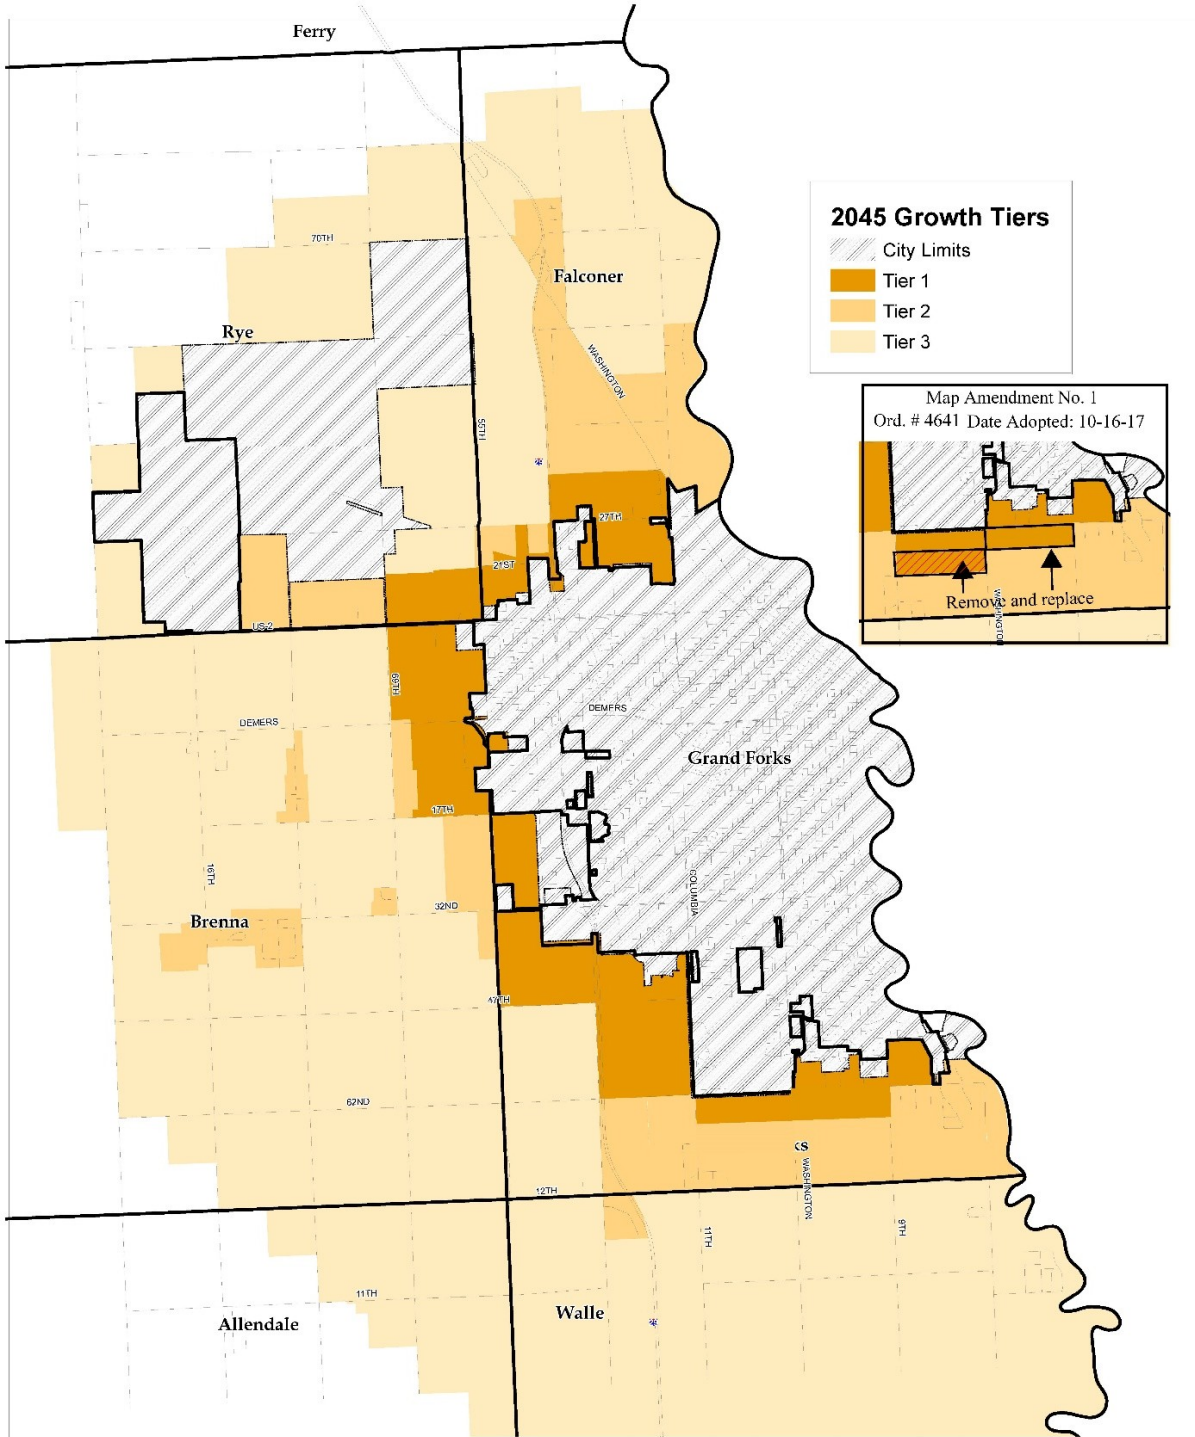 Ferry
2045 Growth Tiers
City Limits
Tier 1
Tier 2
Tier 3
70TH
Falconer
Rye
WASHINGTON
55TH
Map Amendment No. 1
Ord. # 4641 Date Adopted: 10-16-17
Remove and replace
WASHINGTON
27TH
21ST
US 2
69TH
DEMERS
DEMERS
Grand Forks
17TH
16TH
COLUMBIA
32ND
Brenna
47TH
62ND
ks
WASHINGTON
12TH
11TH
9TH
11TH
Walle
Allendale